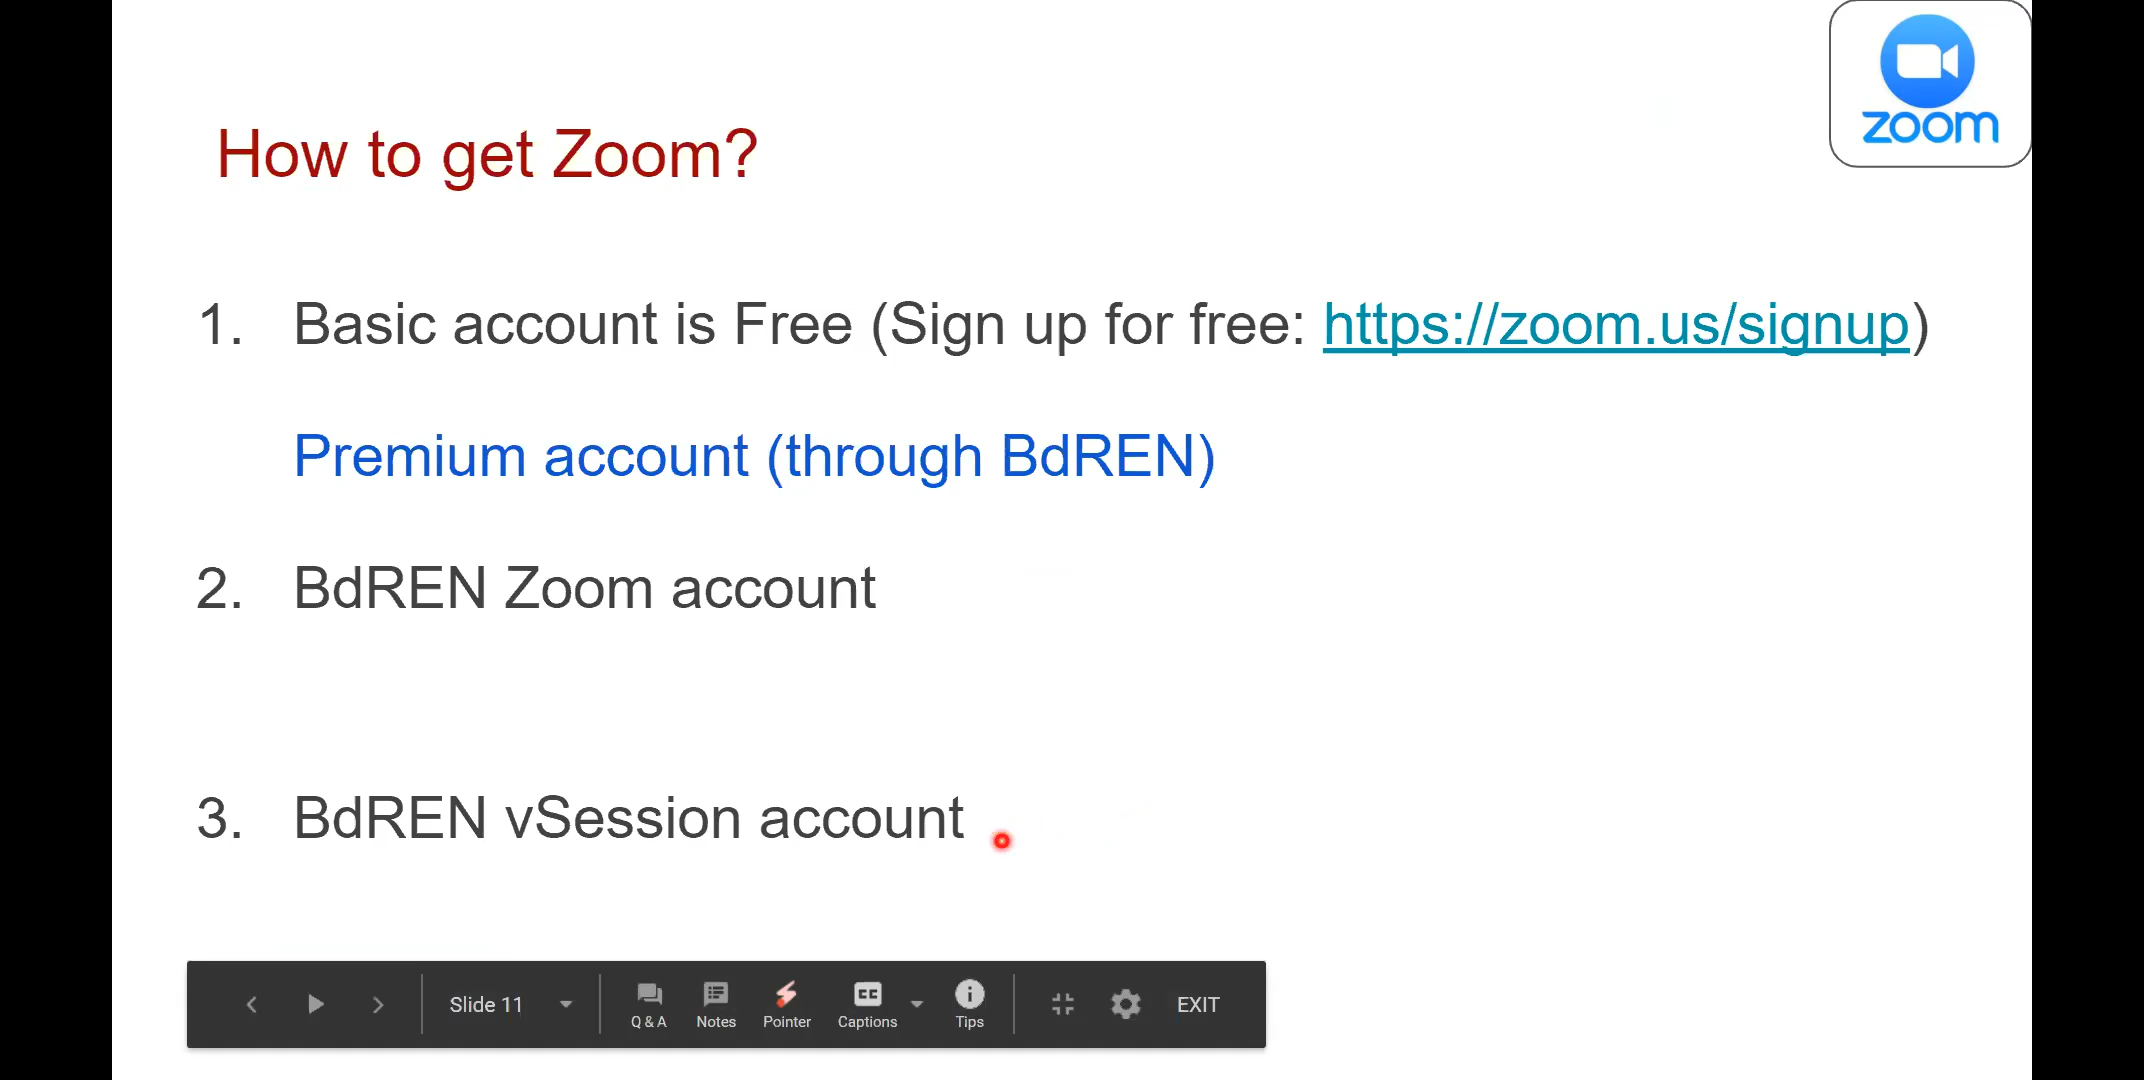 zoom
How to get Zoom?
1. Basic account is Free (Sign up for free: https://zoom.us/signup)
Premium account (through BdREN)
2. BdREN Zoom account
3. BdREN vSession account
Slide 11 Q & A Notes Pointer CC Captions Tips EXIT